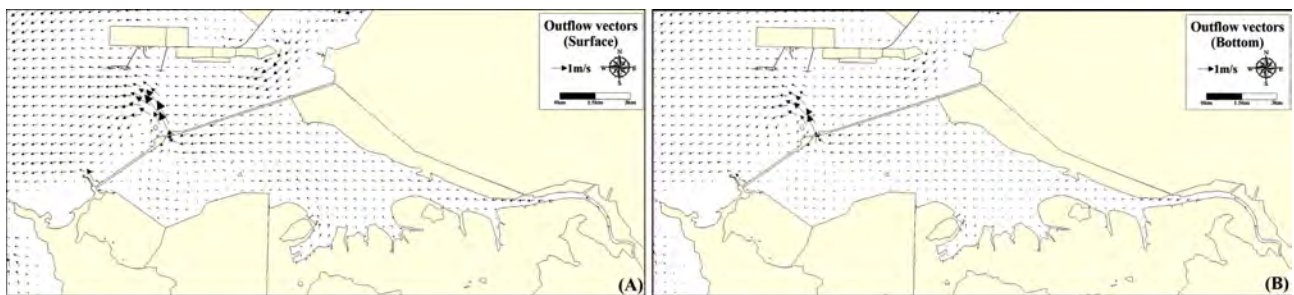 Outflow vectors
(Surface)
N
1m/s
(A)
Outflow vectors
(Bottom)
N
1m/s
(B)